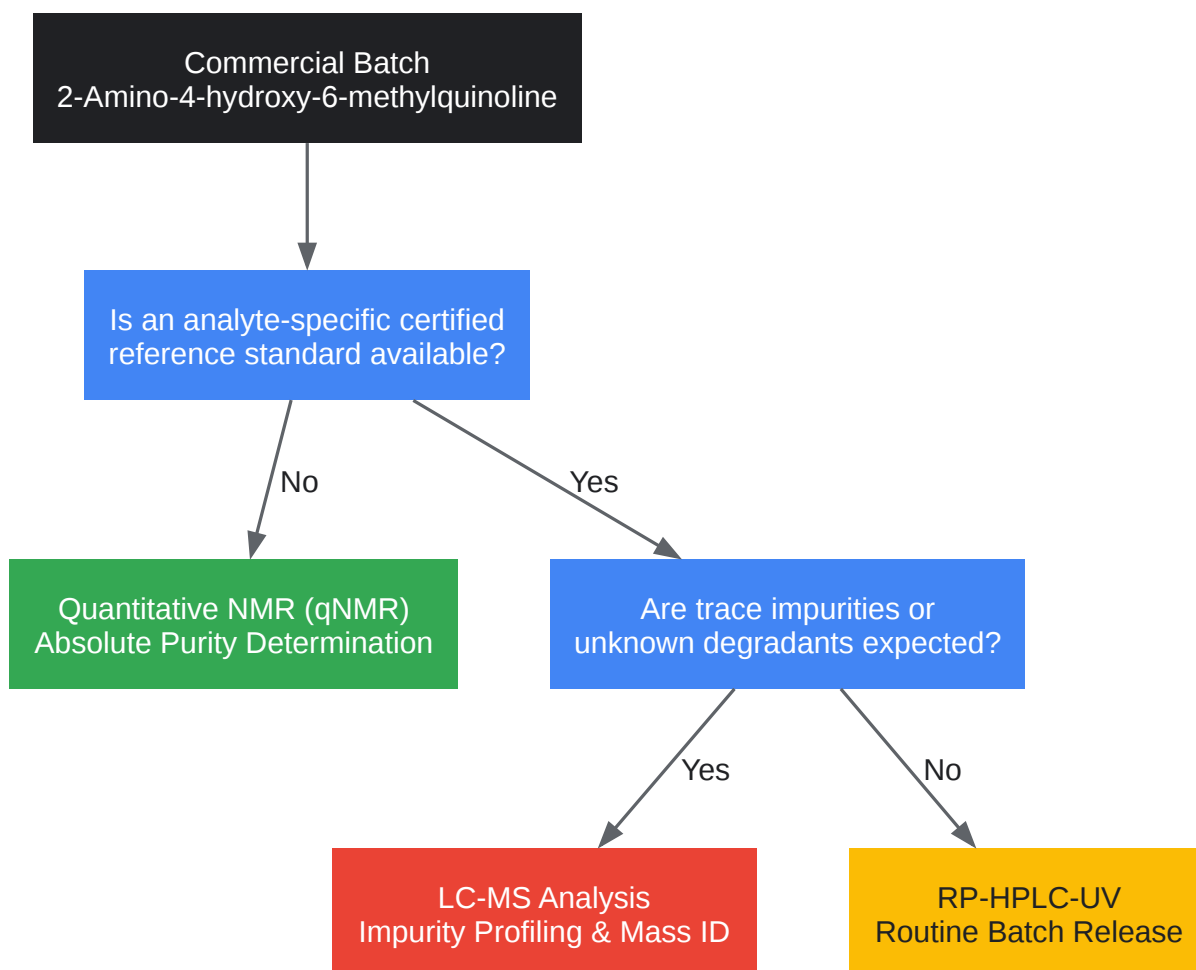 Commercial Batch
2-Amino-4-hydroxy-6-methylquinoline
Is an analyte-specific certified
reference standard available?
No
Yes
Quantitative NMR (qNMR)
Absolute Purity Determination
Are trace impurities or
unknown degradants expected?
Yes
No
LC-MS Analysis
Impurity Profiling & Mass ID
RP-HPLC-UV
Routine Batch Release